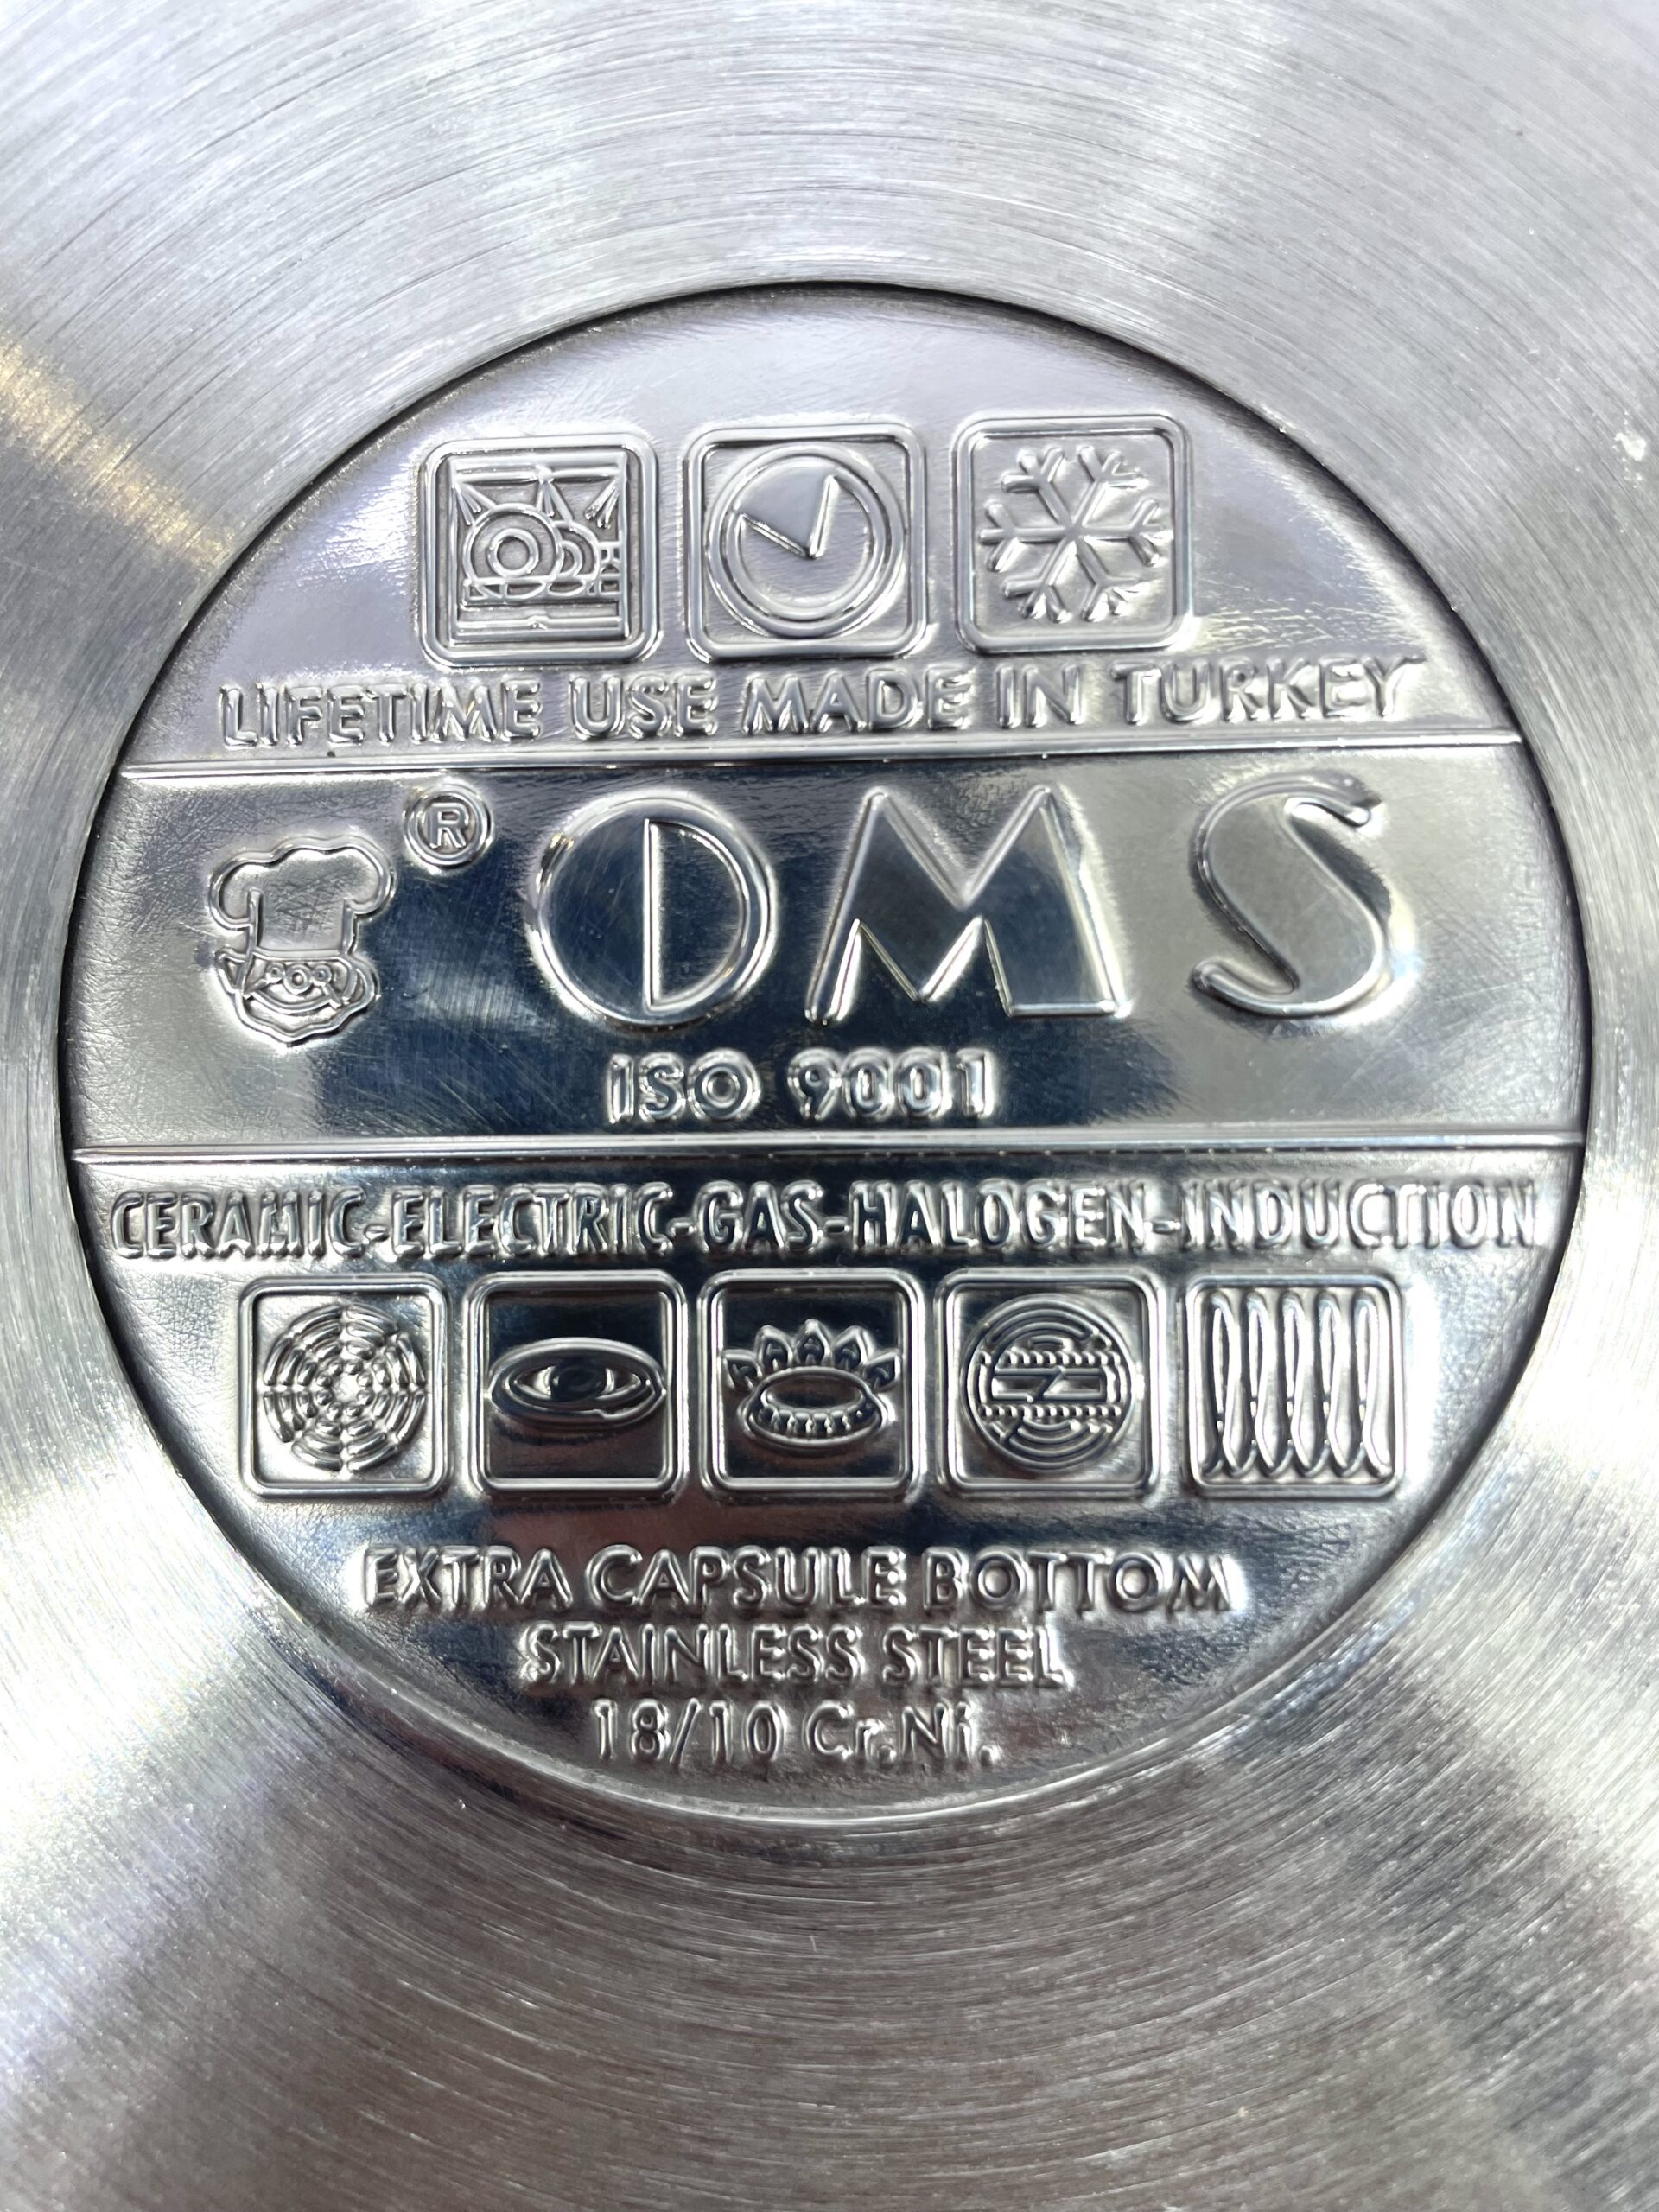 LIFETIME USE MADE IN TURKEY
® OMS
ISO 9001
CERAMIC-ELECTRIC-GAS-HALOGEN-INDUCTION
EXTRA CAPSULE BOTTOM
STAINLESS STEEL
18/10 Cr.Ni.